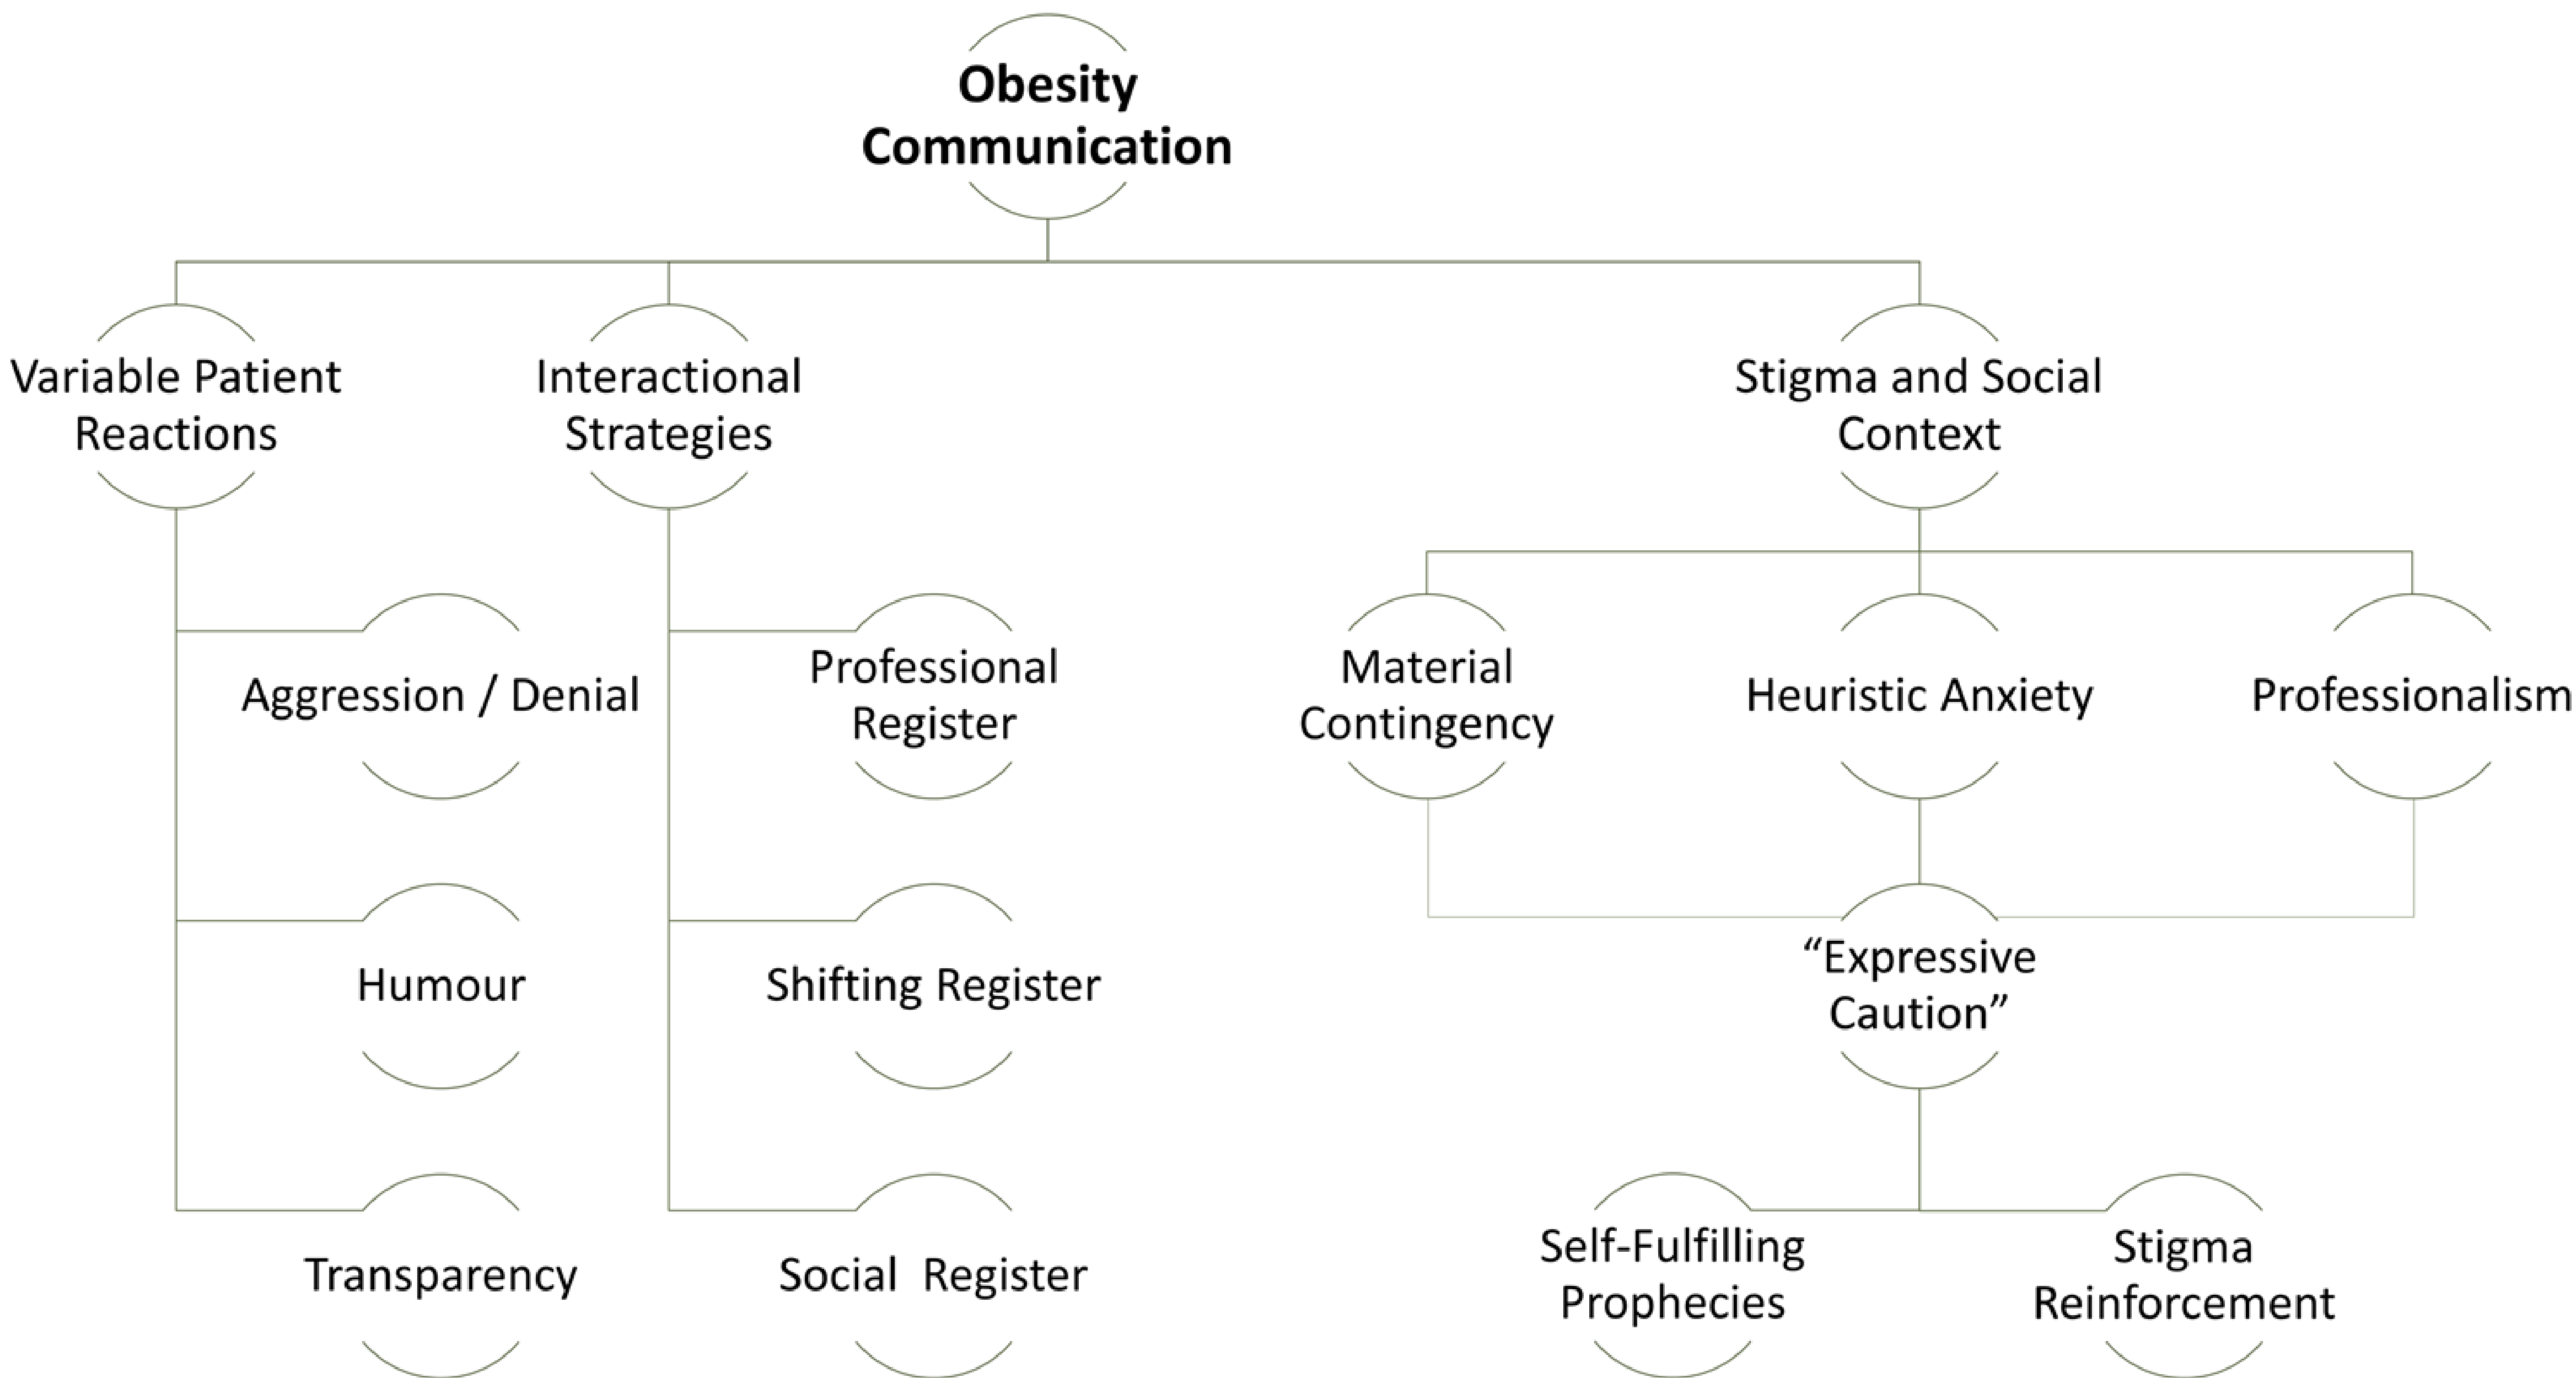 Obesity
Communication
Variable Patient
Reactions
Interactional
Strategies
Stigma and Social
Context
Aggression / Denial
Professional
Register
Material
Contingency
Heuristic Anxiety
Professionalism
Humour
Shifting Register
“Expressive
Caution”
Transparency
Social  Register
Self-Fulfilling
Prophecies
Stigma
Reinforcement